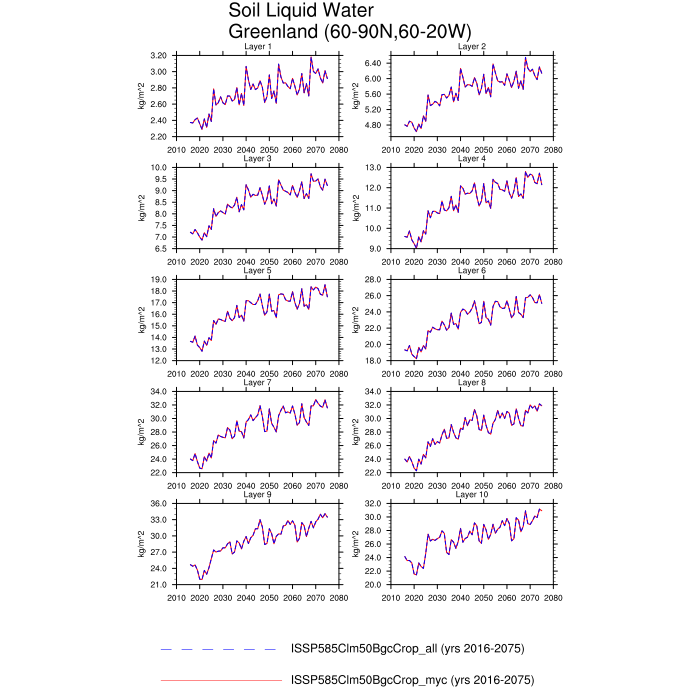 Soil Liquid Water
Greenland (60-90N,60-20W)
Layer 1
Layer 2
3.20
3.00
2.80
2.60
2.40
2.20
kg/m^2
2010 2020 2030 2040 2050 2060 2070 2080
6.40
6.00
5.60
5.20
4.80
kg/m^2
2010 2020 2030 2040 2050 2060 2070 2080
Layer 3
Layer 4
10.0
9.5
9.0
8.5
8.0
7.5
7.0
6.5
kg/m^2
2010 2020 2030 2040 2050 2060 2070 2080
13.0
12.0
11.0
10.0
9.0
kg/m^2
2010 2020 2030 2040 2050 2060 2070 2080
Layer 5
Layer 6
19.0
18.0
17.0
16.0
15.0
14.0
13.0
12.0
kg/m^2
2010 2020 2030 2040 2050 2060 2070 2080
28.0
26.0
24.0
22.0
20.0
18.0
kg/m^2
2010 2020 2030 2040 2050 2060 2070 2080
Layer 7
Layer 8
34.0
32.0
30.0
28.0
26.0
24.0
22.0
kg/m^2
2010 2020 2030 2040 2050 2060 2070 2080
34.0
32.0
30.0
28.0
26.0
24.0
22.0
kg/m^2
2010 2020 2030 2040 2050 2060 2070 2080
Layer 9
Layer 10
36.0
33.0
30.0
27.0
24.0
21.0
kg/m^2
2010 2020 2030 2040 2050 2060 2070 2080
32.0
30.0
28.0
26.0
24.0
22.0
20.0
kg/m^2
2010 2020 2030 2040 2050 2060 2070 2080
ISSP585Clm50BgcCrop_all (yrs 2016-2075)
ISSP585Clm50BgcCrop_myc (yrs 2016-2075)